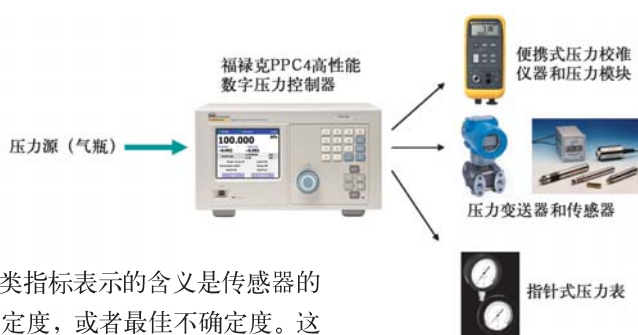 福禄克PPC4高性能
数字压力控制器
便携式压力校准
仪器和压力模块
压力源（气瓶）
100.000
压力变送器和传感器
指针式压力表
类指标表示的含义是传感器的
定度，或者最佳不确定度。这